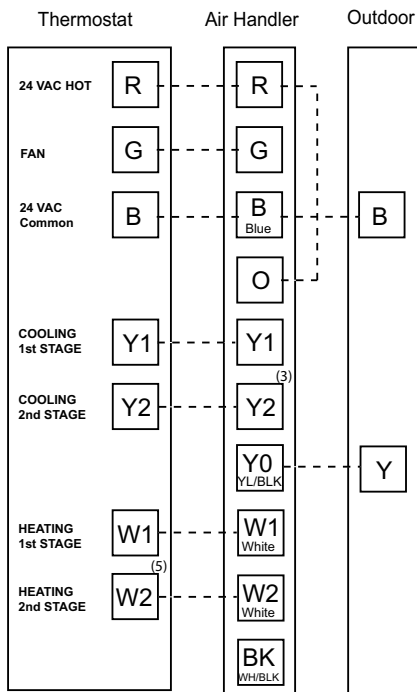 Thermostat Air Handler Outdoor
24 VAC HOT R R
FAN G G
24 VAC
Common B B B
Blue
O
COOLING
1st STAGE Y1 Y1
(3)
COOLING
2nd STAGE Y2 Y2
Y0 Y
YL/BLK
HEATING
1st STAGE W1 W1
White
(5)
HEATING
2nd STAGE W2 W2
White
BK
WH/BLK